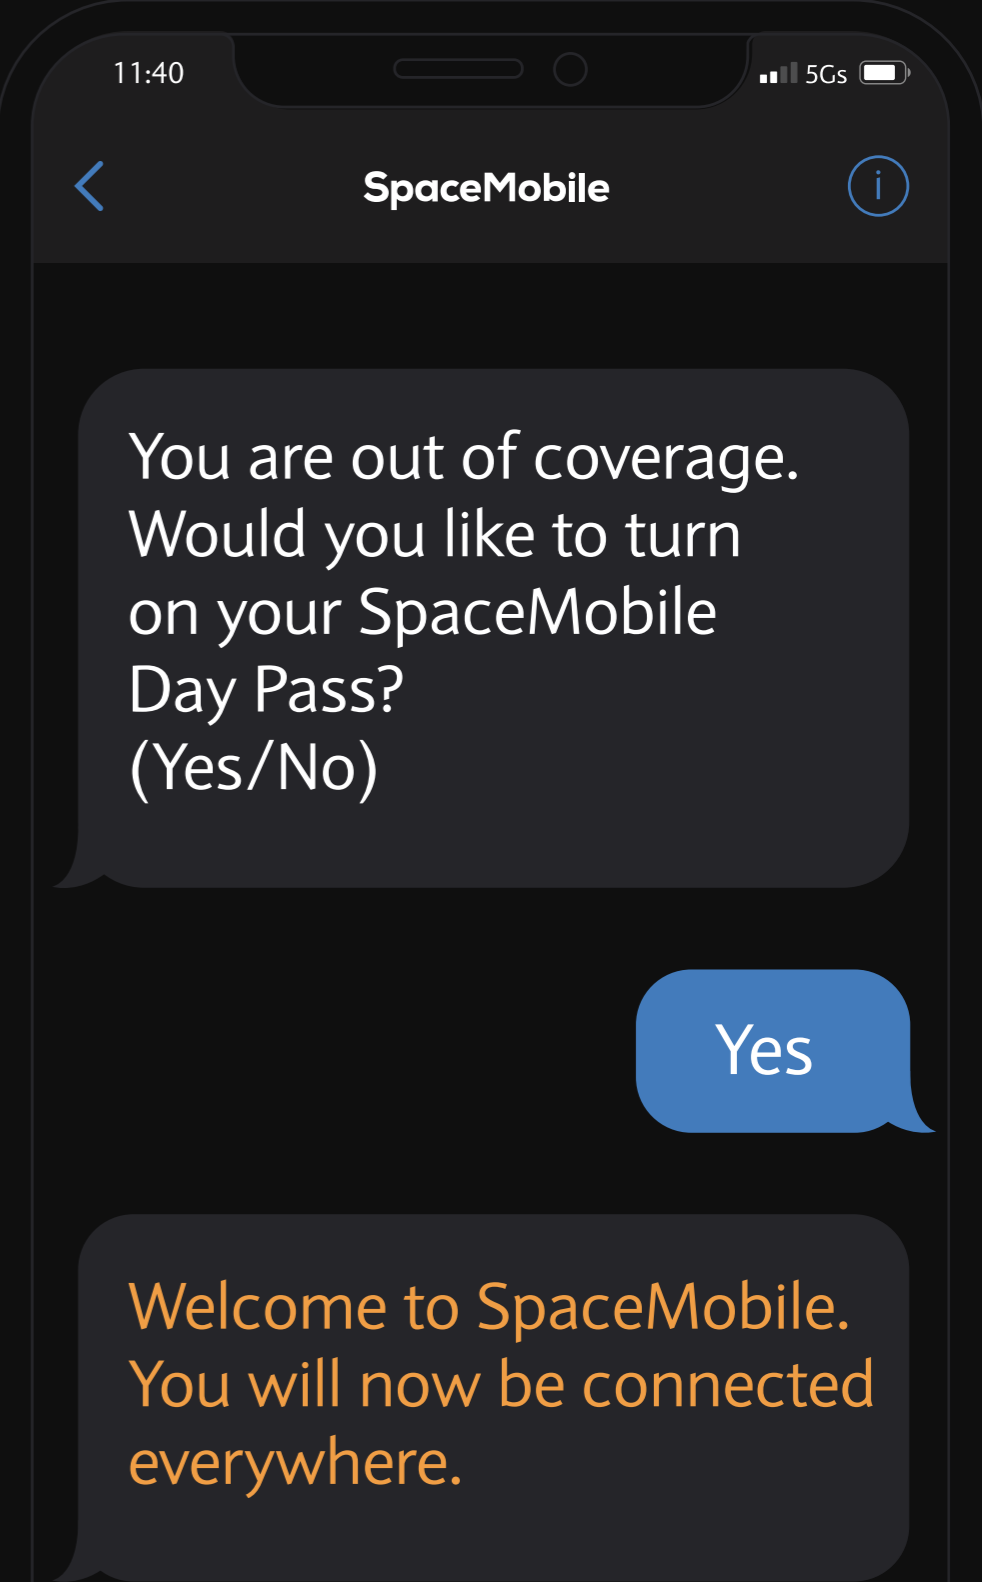 11:40 5Gs
SpaceMobile
i
You are out of coverage.
Would you like to turn
on your SpaceMobile
Day Pass?
(Yes/No)
Yes
Welcome to SpaceMobile.
You will now be connected
everywhere.